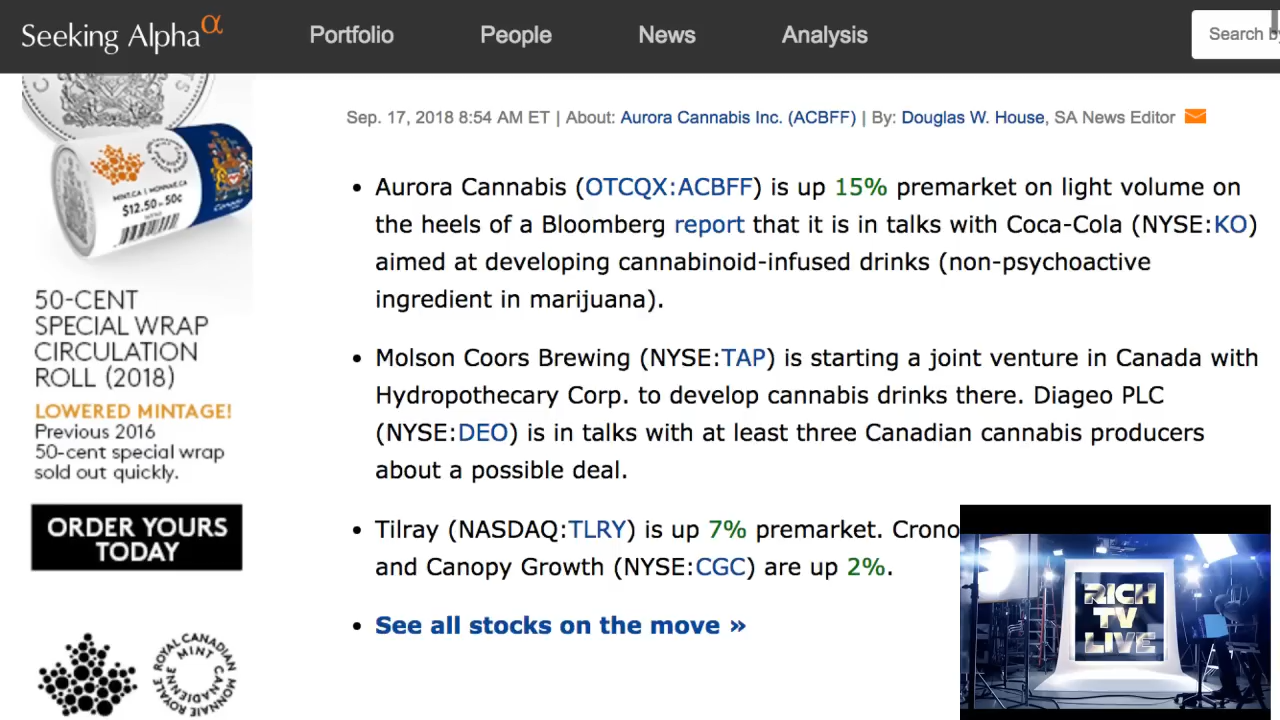 Seeking Alpha α
Portfolio
People
News
Analysis
Search by
MINT.CA | MONNAIE.CA
$12.50 - 50¢
Canada
50-CENT
SPECIAL WRAP
CIRCULATION
ROLL (2018)
LOWERED MINTAGE!
Previous 2016
50-cent special wrap
sold out quickly.
ORDER YOURS
TODAY
ROYAL CANADIAN MINT
MONNAIE ROYALE CANADIENNE
Sep. 17, 2018 8:54 AM ET | About: Aurora Cannabis Inc. (ACBFF) | By: Douglas W. House, SA News Editor
• Aurora Cannabis (OTCQX:ACBFF) is up 15% premarket on light volume on
the heels of a Bloomberg report that it is in talks with Coca-Cola (NYSE:KO)
aimed at developing cannabinoid-infused drinks (non-psychoactive
ingredient in marijuana).
• Molson Coors Brewing (NYSE:TAP) is starting a joint venture in Canada with
Hydropothecary Corp. to develop cannabis drinks there. Diageo PLC
(NYSE:DEO) is in talks with at least three Canadian cannabis producers
about a possible deal.
• Tilray (NASDAQ:TLRY) is up 7% premarket. Crono
and Canopy Growth (NYSE:CGC) are up 2%.
• See all stocks on the move »
RICH
TV
LIVE